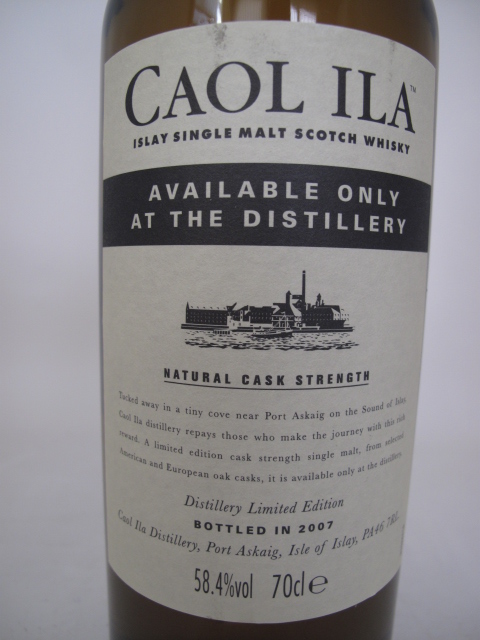 CAOL ILA™
ISLAY SINGLE MALT SCOTCH WHISKY
AVAILABLE ONLY
AT THE DISTILLERY
NATURAL CASK STRENGTH
Tucked away in a tiny cove near Port Askaig on the Sound of Islay,
Caol Ila distillery repays those who make the journey with this rich
reward. A limited edition cask strength single malt, from selected
American and European oak casks, it is available only at the distillery.
Distillery Limited Edition
BOTTLED IN 2007
Caol Ila Distillery, Port Askaig, Isle of Islay, PA46
58.4%vol 70cl e